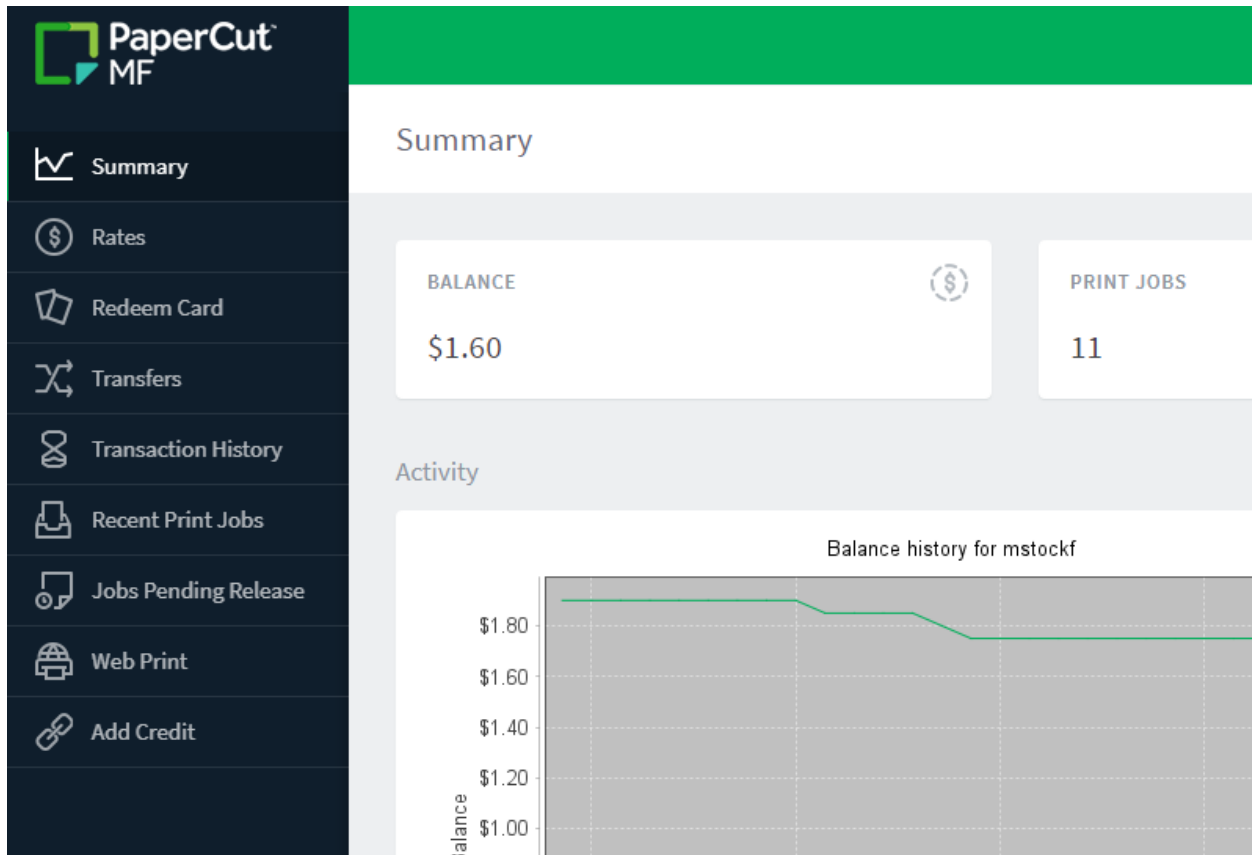 PaperCut
MF
Summary
Rates
Redeem Card
Transfers
Transaction History
Recent Print Jobs
Jobs Pending Release
Web Print
Add Credit
Summary
BALANCE
$1.60
PRINT JOBS
11
Activity
Balance history for mstockf
$1.80
$1.60
$1.40
$1.20
$1.00
Balance